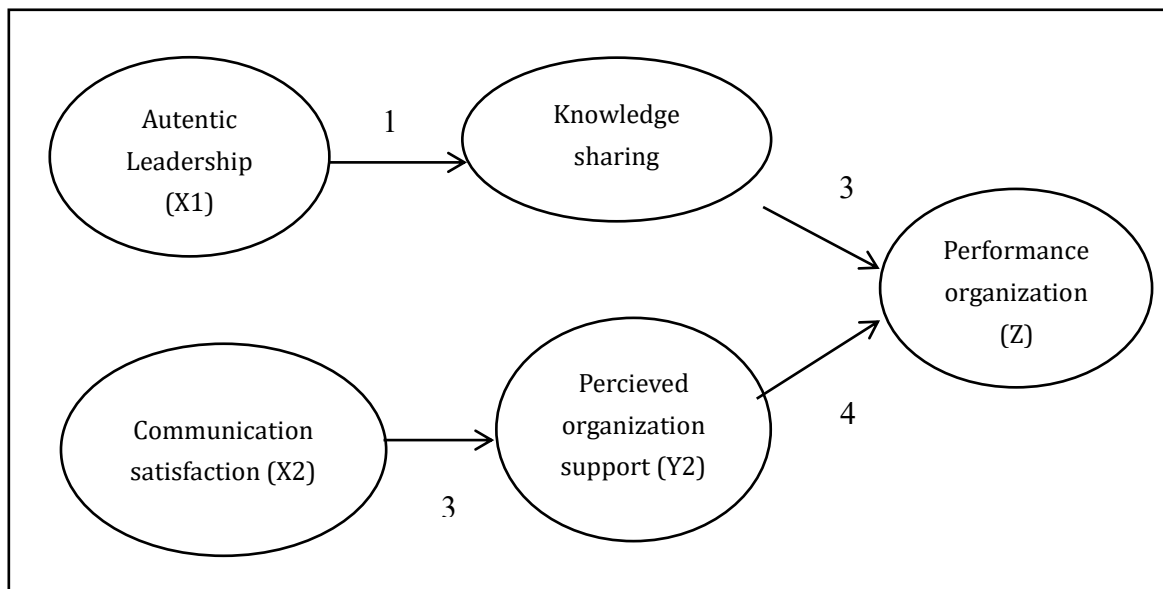 Autentic
Leadership
(X1)
1
Knowledge
sharing
3
Performance
organization
(Z)
Communication
satisfaction (X2)
3
Percieved
organization
support (Y2)
4